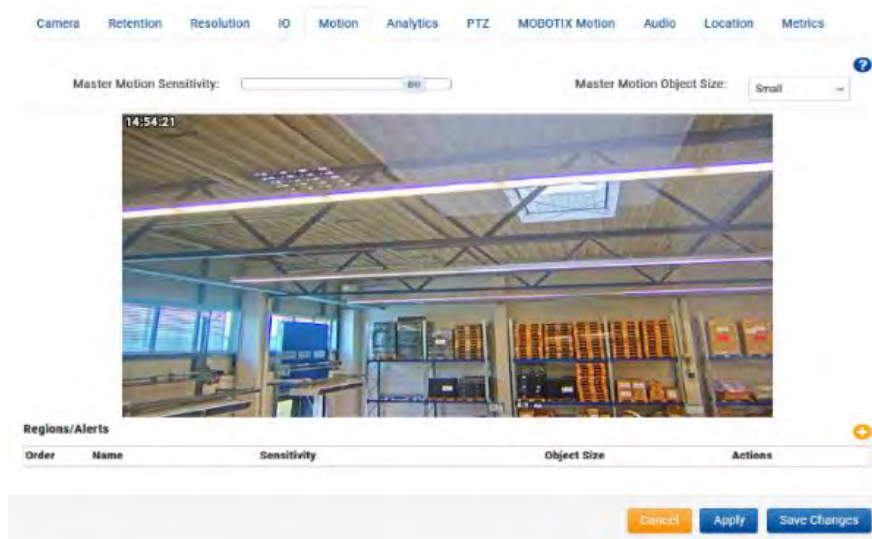 Camera Retention Resolution IO Motion Analytics PTZ MOBOTIX Motion Audio Location Metrics
?
Master Motion Sensitivity: 80 Master Motion Object Size: Small
14:54:21
Regions/Alerts
Order Name Sensitivity Object Size Actions
Cancel Apply Save Changes